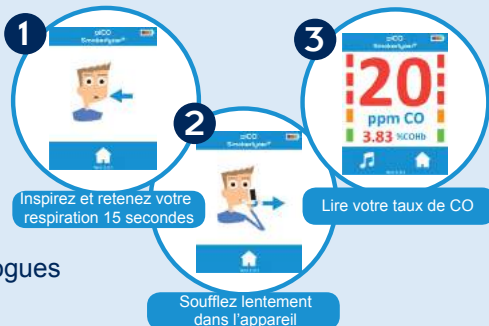 1
piCO
Smokerlyzer®
Inspirez et retenez votre
respiration 15 secondes
2
piCO
Smokerlyzer®
Soufflez lentement
dans l'appareil
3
piCO
Smokerlyzer®
20
ppm CO
3.83 %COHb
Lire votre taux de CO
ogues